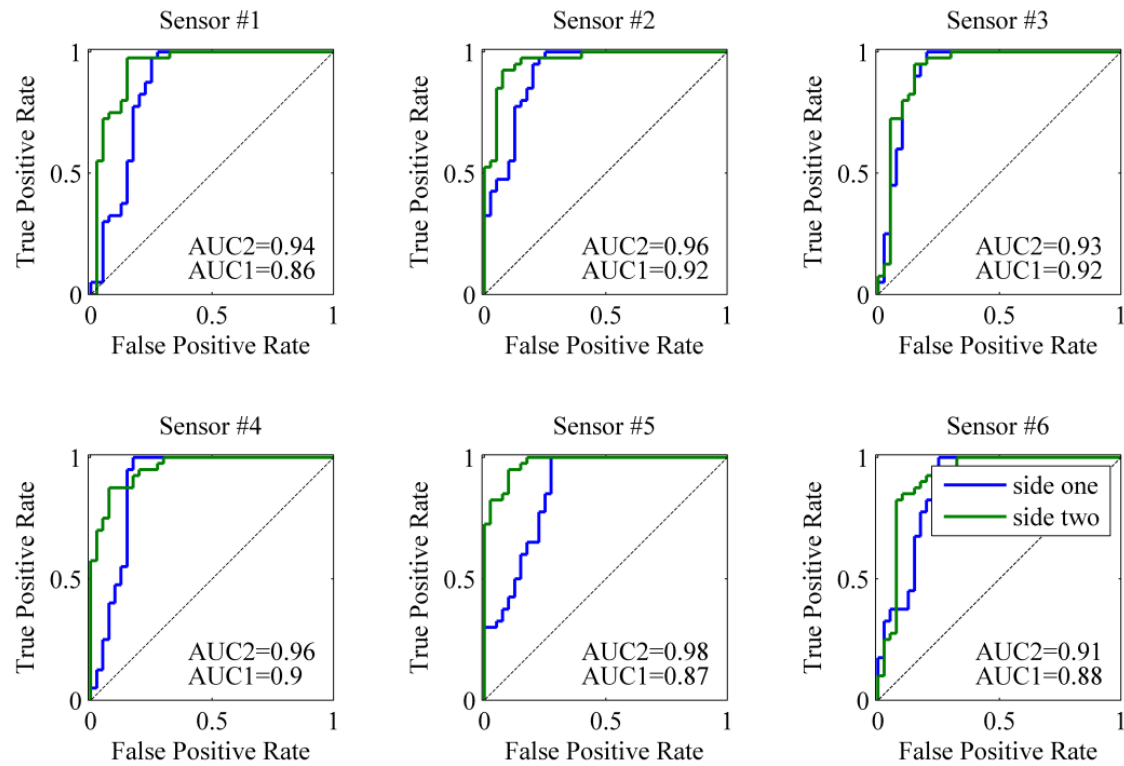 Sensor #1
1
0.5
0
True Positive Rate
AUC2=0.94
AUC1=0.86
0 0.5 1
False Positive Rate
Sensor #2
1
0.5
0
True Positive Rate
AUC2=0.96
AUC1=0.92
0 0.5 1
False Positive Rate
Sensor #3
1
0.5
0
True Positive Rate
AUC2=0.93
AUC1=0.92
0 0.5 1
False Positive Rate
Sensor #4
1
0.5
0
True Positive Rate
AUC2=0.96
AUC1=0.9
0 0.5 1
False Positive Rate
Sensor #5
1
0.5
0
True Positive Rate
AUC2=0.98
AUC1=0.87
0 0.5 1
False Positive Rate
Sensor #6
1
0.5
0
True Positive Rate
side one
side two
AUC2=0.91
AUC1=0.88
0 0.5 1
False Positive Rate